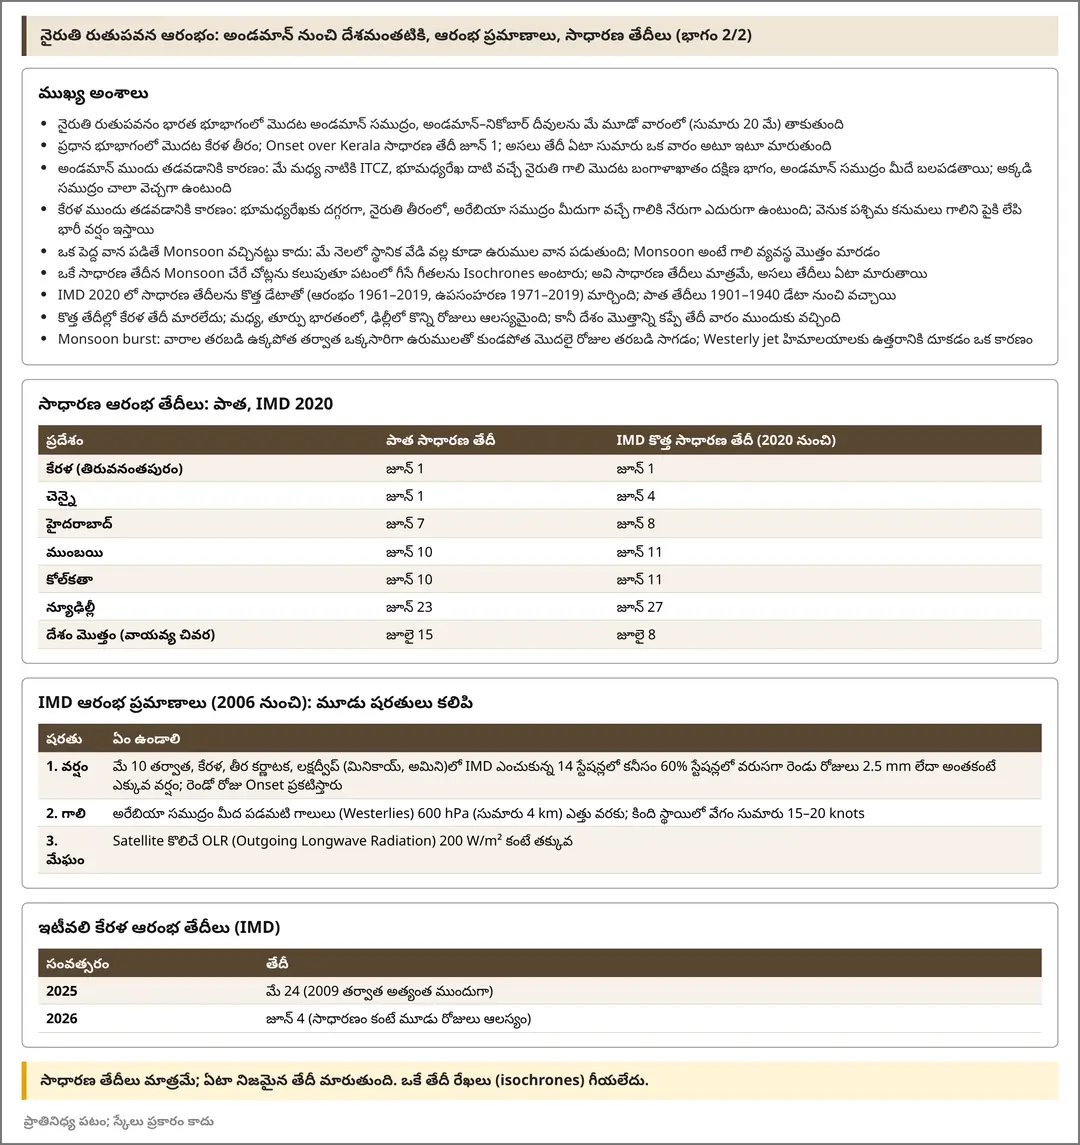 నైరుతి రుతుపవన ఆరంభం: అండమాన్ నుంచి దేశమంతటికి, ఆరంభ ప్రమాణాలు, సాధారణ తేదీలు (భాగం 2/2)
ముఖ్య అంశాలు
• నైరుతి రుతుపవనం భారత భూభాగంలో మొదట అండమాన్ సముద్రం, అండమాన్–నికోబార్ దీవులను మే మూడో వారంలో (సుమారు 20 మే) తాకుతుంది
• ప్రధాన భూభాగంలో మొదట కేరళ తీరం; Onset over Kerala సాధారణ తేదీ జూన్ 1; అసలు తేదీ ఏటా సుమారు ఒక వారం అటూ ఇటూ మారుతుంది
• అండమాన్ ముందు తడవడానికి కారణం: మే మధ్య నాటికి ITCZ, భూమధ్యరేఖ దాటి వచ్చే నైరుతి గాలి మొదట బంగాళాఖాతం దక్షిణ భాగం, అండమాన్ సముద్రం మీదే బలపడతాయి; అక్కడి
సముద్రం చాలా వెచ్చగా ఉంటుంది
• కేరళ ముందు తడవడానికి కారణం: భూమధ్యరేఖకు దగ్గరగా, నైరుతి తీరంలో, అరేబియా సముద్రం మీదుగా వచ్చే గాలికి నేరుగా ఎదురుగా ఉంటుంది; వెనుక పశ్చిమ కనుమలు గాలిని పైకి లేపి
భారీ వర్షం ఇస్తాయి
• ఒక పెద్ద వాన పడితే Monsoon వచ్చినట్టు కాదు: మే నెలలో స్థానిక వేడి వల్ల కూడా ఉరుముల వాన పడుతుంది; Monsoon అంటే గాలి వ్యవస్థ మొత్తం మారడం
• ఒకే సాధారణ తేదీన Monsoon చేరే చోట్లను కలుపుతూ పటంలో గీసే గీతలను Isochrones అంటారు; అవి సాధారణ తేదీలు మాత్రమే, అసలు తేదీలు ఏటా మారుతాయి
• IMD 2020 లో సాధారణ తేదీలను కొత్త డేటాతో (ఆరంభం 1961–2019, ఉపసంహరణ 1971–2019) మార్చింది; పాత తేదీలు 1901–1940 డేటా నుంచి వచ్చాయి
• కొత్త తేదీల్లో కేరళ తేదీ మారలేదు; మధ్య, తూర్పు భారతంలో, ఢిల్లీలో కొన్ని రోజులు ఆలస్యమైంది; కానీ దేశం మొత్తాన్ని కప్పే తేదీ వారం ముందుకు వచ్చింది
• Monsoon burst: వారాల తరబడి ఉక్కపోత తర్వాత ఒక్కసారిగా ఉరుములతో కుండపోత మొదలై రోజుల తరబడి సాగడం; Westerly jet హిమాలయాలకు ఉత్తరానికి దూకడం ఒక కారణం
సాధారణ ఆరంభ తేదీలు: పాత, IMD 2020
ప్రదేశం పాత సాధారణ తేదీ IMD కొత్త సాధారణ తేదీ (2020 నుంచి)
కేరళ (తిరువనంతపురం) జూన్ 1 జూన్ 1
చెన్నై జూన్ 1 జూన్ 4
హైదరాబాద్ జూన్ 7 జూన్ 8
ముంబయి జూన్ 10 జూన్ 11
కోల్‌కతా జూన్ 10 జూన్ 11
న్యూఢిల్లీ జూన్ 23 జూన్ 27
దేశం మొత్తం (వాయవ్య చివర) జూలై 15 జూలై 8
IMD ఆరంభ ప్రమాణాలు (2006 నుంచి): మూడు షరతులు కలిపి
షరతు ఏం ఉండాలి
1. వర్షం మే 10 తర్వాత, కేరళ, తీర కర్ణాటక, లక్షద్వీప్ (మినికాయ్, అమిని)లో IMD ఎంచుకున్న 14 స్టేషన్లలో కనీసం 60% స్టేషన్లలో వరుసగా రెండు రోజులు 2.5 mm లేదా అంతకంటే
ఎక్కువ వర్షం; రెండో రోజు Onset ప్రకటిస్తారు
2. గాలి అరేబియా సముద్రం మీద పడమటి గాలులు (Westerlies) 600 hPa (సుమారు 4 km) ఎత్తు వరకు; కింది స్థాయిలో వేగం సుమారు 15–20 knots
3. Satellite కొలిచే OLR (Outgoing Longwave Radiation) 200 W/m² కంటే తక్కువ
మేఘం
ఇటీవలి కేరళ ఆరంభ తేదీలు (IMD)
సంవత్సరం తేదీ
2025 మే 24 (2009 తర్వాత అత్యంత ముందుగా)
2026 జూన్ 4 (సాధారణం కంటే మూడు రోజులు ఆలస్యం)
సాధారణ తేదీలు మాత్రమే; ఏటా నిజమైన తేదీ మారుతుంది. ఒకే తేదీ రేఖలు (isochrones) గీయలేదు.
ప్రాతినిధ్య పటం; స్కేలు ప్రకారం కాదు